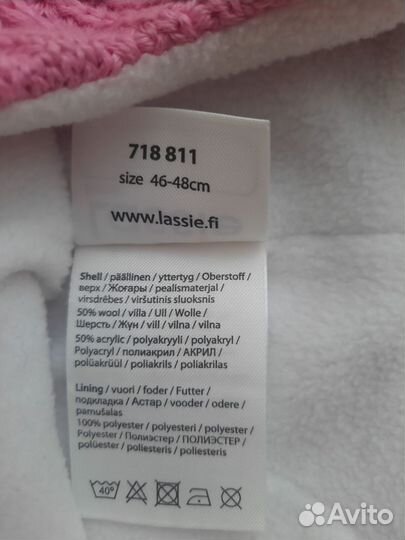 718 811
size 46-48cm
www.lassie.fi
Shell / päällinen / yttertyg / Oberstoff /
верх / Жоғары / pealismaterjal /
virsdrēbes / viršutinis sluoksnis
50% wool / villa / Ull / Wolle /
Шерсть / Жүн / vill / vilna / vilna
50% acrylic / polyakryyli / polyakryl /
Polyacryl / полиакрил / АКРИЛ /
polüakrüül / poliakrils / poliakrilas
Lining / vuori / foder / Futter /
подкладка / Астар / vooder / odere /
pamušalas
100% polyester / polyesteri / polyester /
Polyester / Полиэстер / ПОЛИЭСТЕР /
polüester / poliesteris / poliesteris
40°
Avito